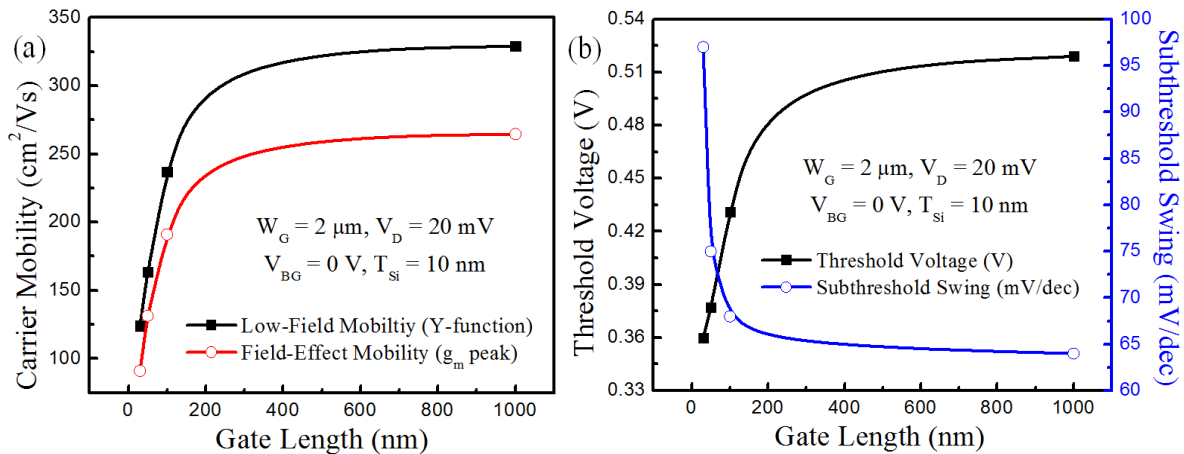 (a)
Carrier Mobility (cm²/Vs)
350
325
300
275
250
225
200
175
150
125
100
W_G = 2 μm, V_D = 20 mV
V_BG = 0 V, T_Si = 10 nm
Low-Field Mobiltiy (Y-function)
Field-Effect Mobility (g_m peak)
0 200 400 600 800 1000
Gate Length (nm)
(b)
Threshold Voltage (V)
0.54
0.51
0.48
0.45
0.42
0.39
0.36
0.33
W_G = 2 μm, V_D = 20 mV
V_BG = 0 V, T_Si = 10 nm
Threshold Voltage (V)
Subthreshold Swing (mV/dec)
100
95
90
85
80
75
70
65
60
Subthreshold Swing (mV/dec)
0 200 400 600 800 1000
Gate Length (nm)